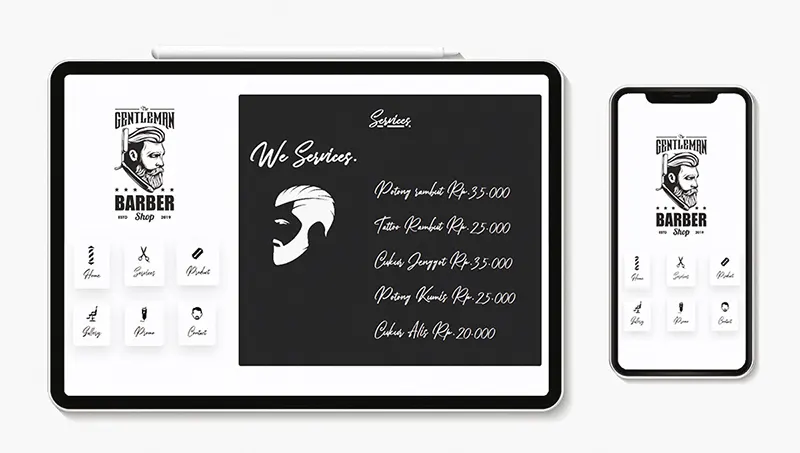 The
GENTLEMAN
BARBER
ESTD Shop 2019
Home Services Product
Gallery Promo Contact
Services.
We Services.
Potong rambut Rp.35.000
Tatto Rambut Rp.25.000
Cukur Jenggot Rp.35.000
Potong Kumis Rp.25.000
Cukur Alis Rp.20.000
The
GENTLEMAN
BARBER
ESTD Shop 2019
Home Services Product
Gallery Promo Contact